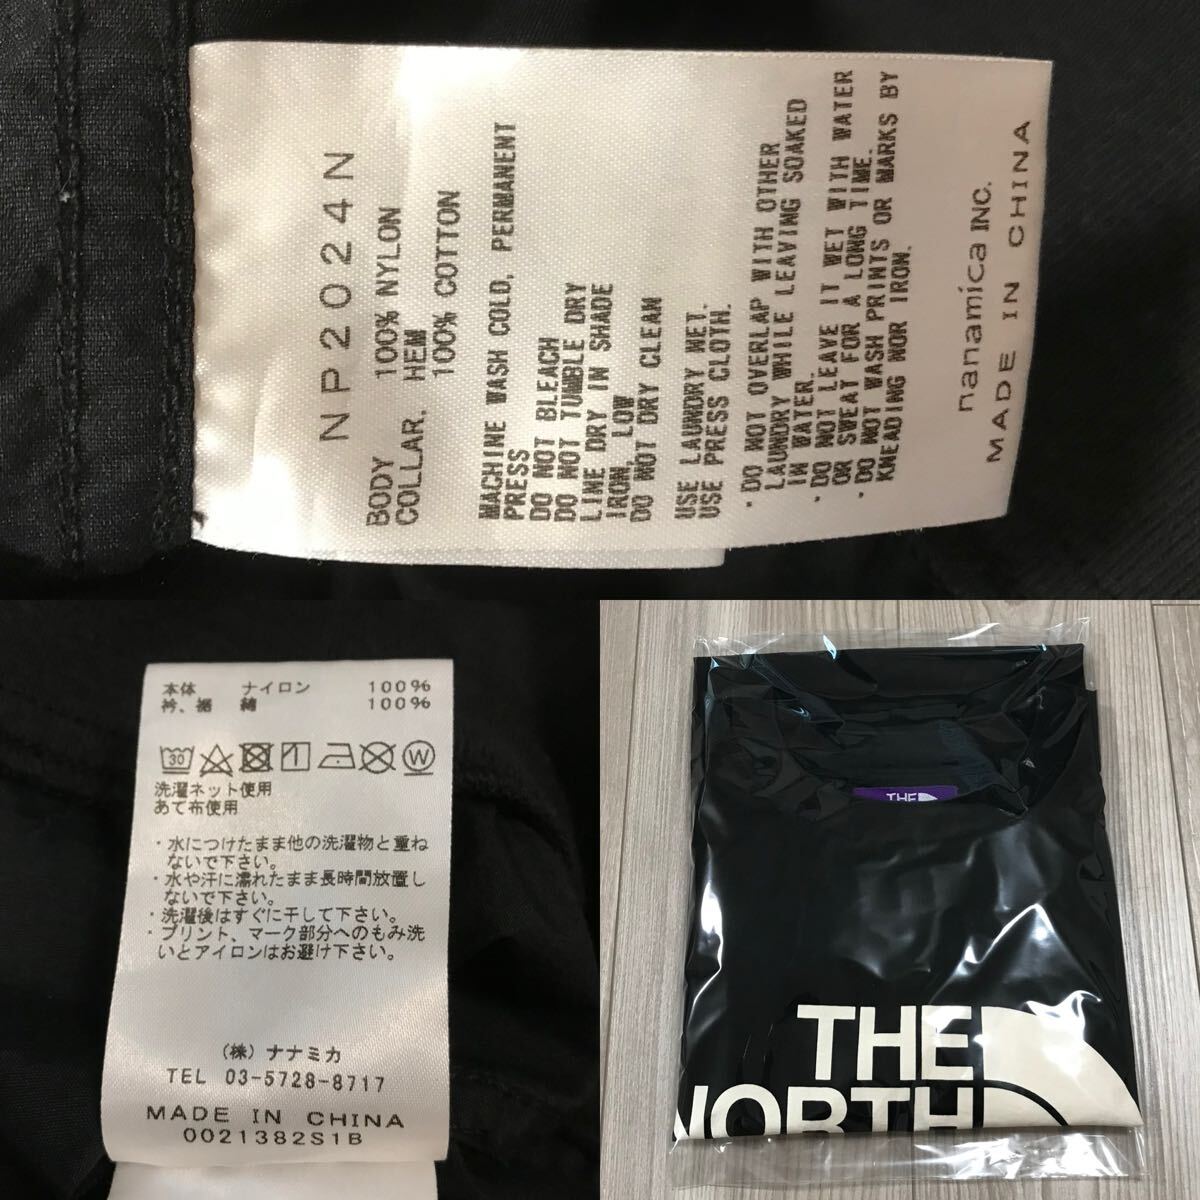 NP2024N
BODY 100% NYLON
COLLAR, HEM
100% COTTON
MACHINE WASH COLD, PERMANENT
PRESS
DO NOT BLEACH
DO NOT TUMBLE DRY
LINE DRY IN SHADE
IRON, LOW
DO NOT DRY CLEAN
USE LAUNDRY NET.
USE PRESS CLOTH.
・DO NOT OVERLAP WITH OTHER
LAUNDRY WHILE LEAVING SOAKED
IN WATER.
・DO NOT LEAVE IT WET WITH WATER
OR SWEAT FOR A LONG TIME.
・DO NOT WASH PRINTS OR MARKS BY
KNEADING NOR IRON.
nanamica INC.
MADE IN CHINA
本体 ナイロン 100%
衿、裾 綿 100%
30 W
洗濯ネット使用
あて布使用
・水につけたまま他の洗濯物と重ね
ないで下さい。
・水や汗に濡れたまま長時間放置し
ないで下さい。
・洗濯後はすぐに干して下さい。
・プリント、マーク部分へのもみ洗
いとアイロンはお避け下さい。
(株)ナナミカ
TEL 03-5728-8717
MADE IN CHINA
0021382S1B
THE
THE
NORTH